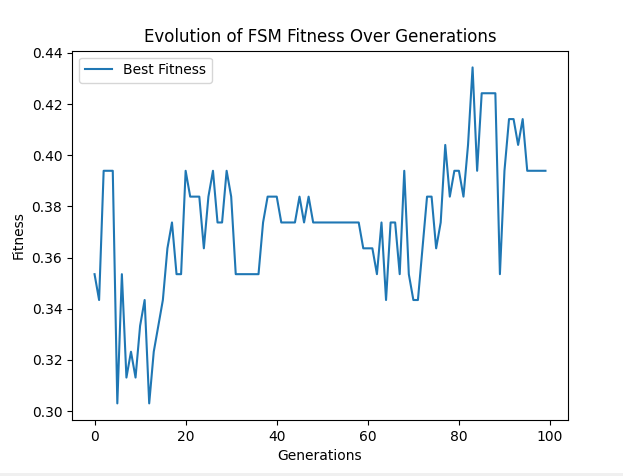 Evolution of FSM Fitness Over Generations
Best Fitness
Fitness
0.44
0.42
0.40
0.38
0.36
0.34
0.32
0.30
0 20 40 60 80 100
Generations